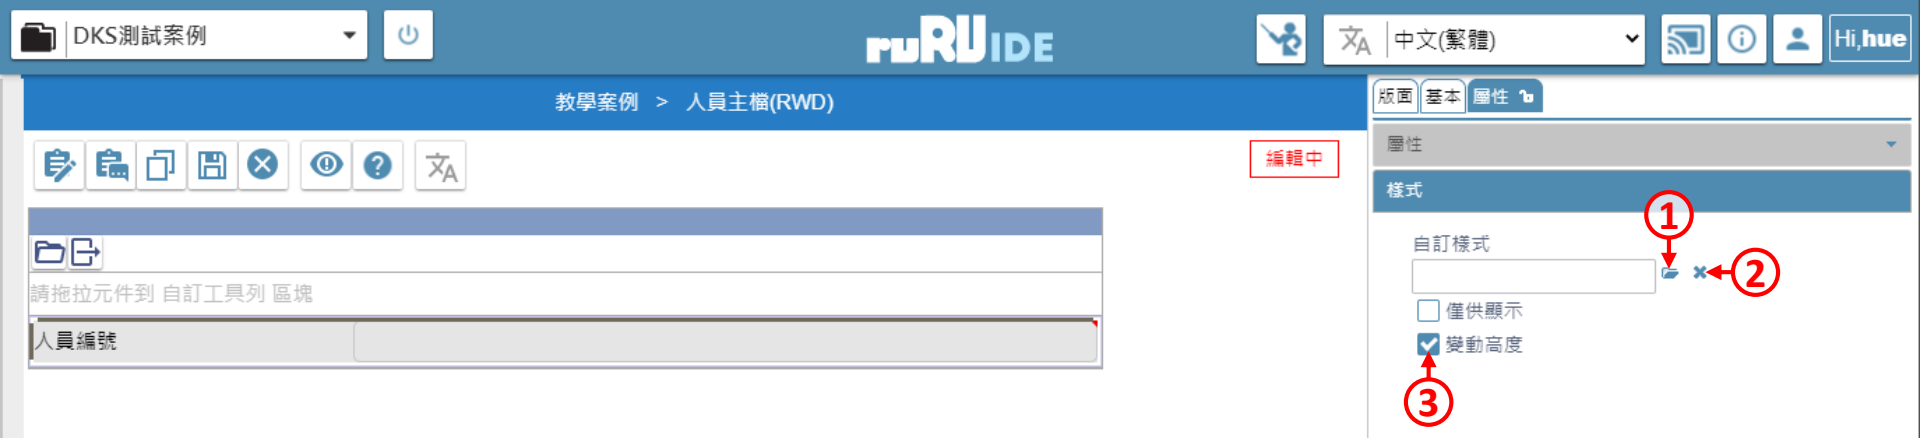 DKS測試案例
ruRU IDE
中文(繁體)
Hi,hue
教學案例 > 人員主檔(RWD)
編輯中
請拖拉元件到 自訂工具列 區塊
人員編號
版面
基本
屬性
屬性
樣式
自訂樣式
僅供顯示
變動高度
1
2
3